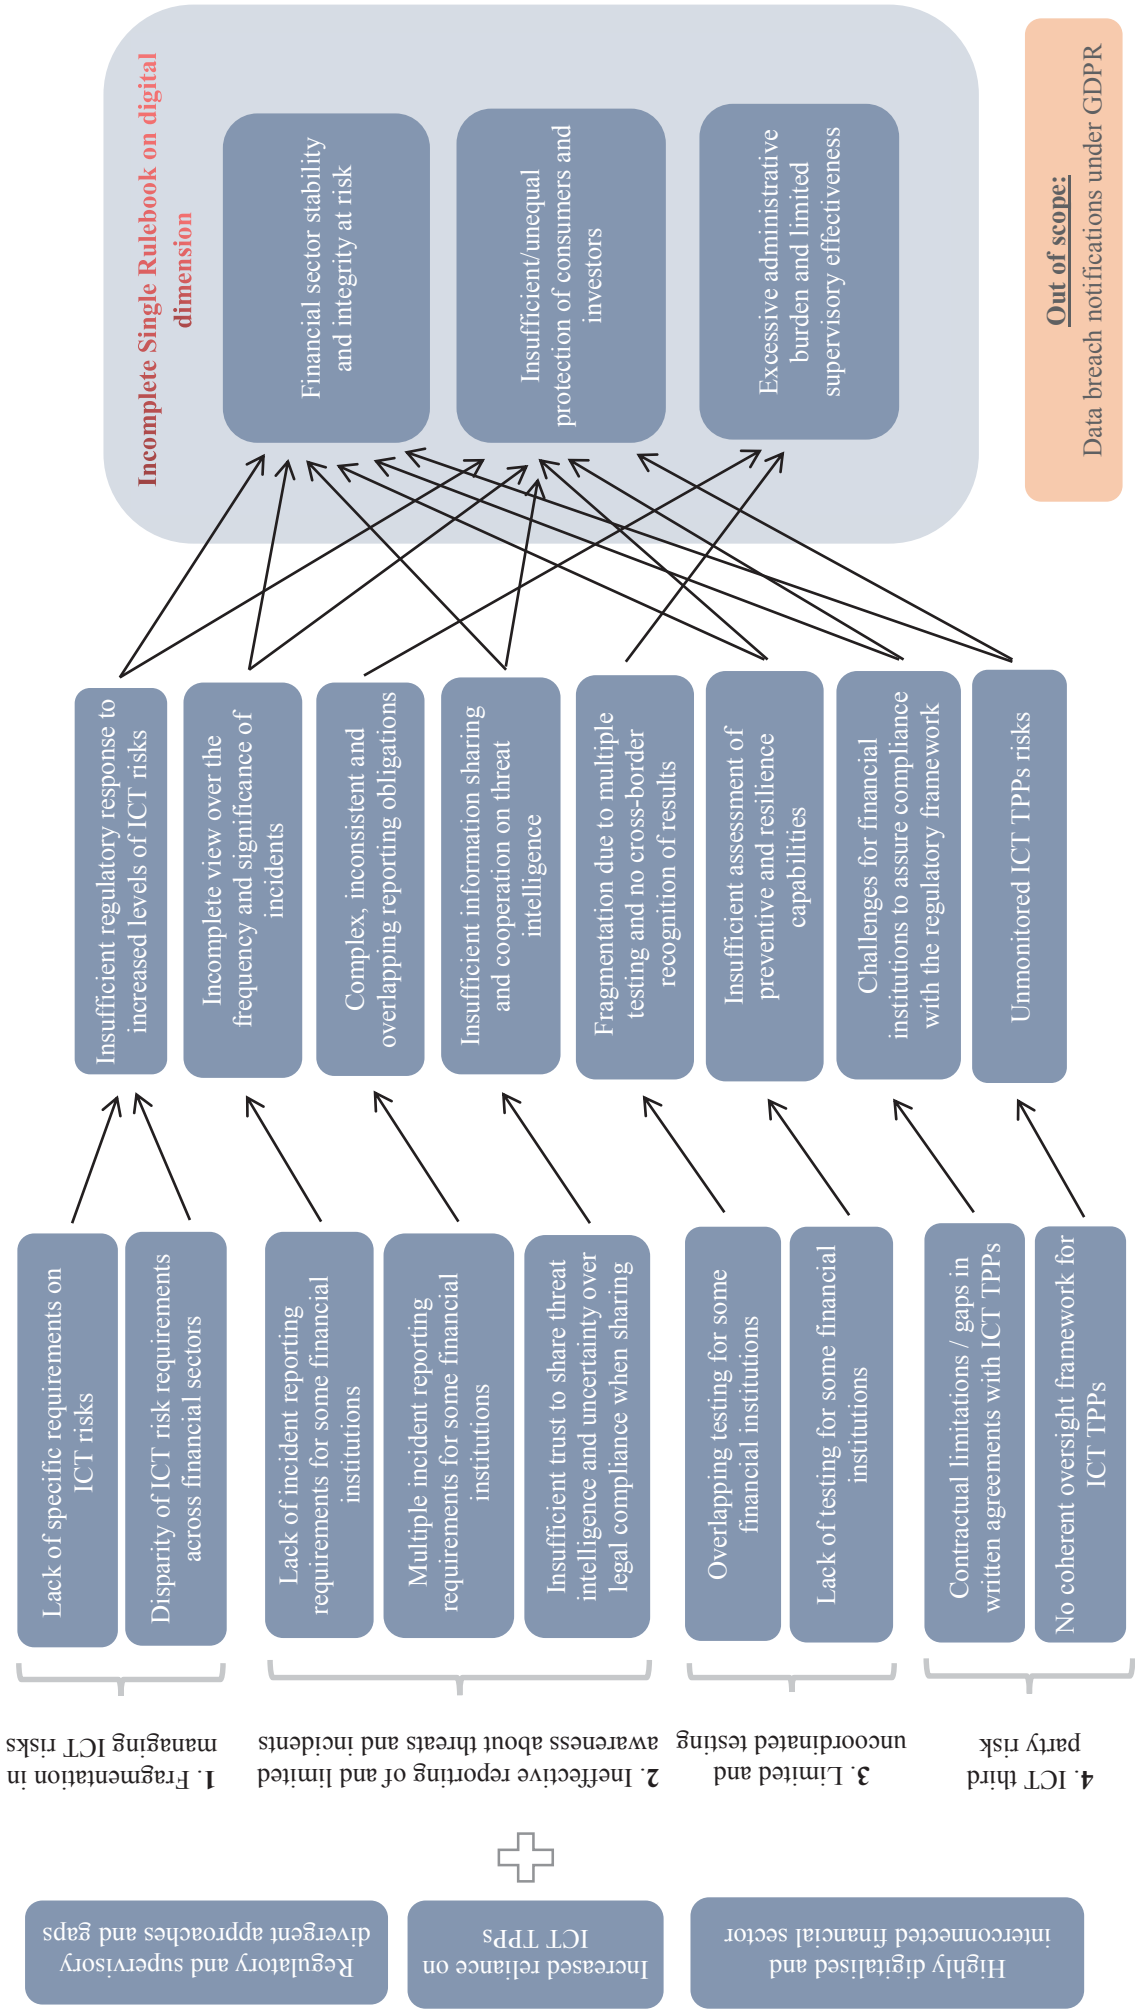 Regulatory and supervisory
divergent approaches and gaps
Increased reliance on
ICT TPPs
Highly digitalised and
interconnected financial sector
1. Fragmentation in
managing ICT risks
2. Ineffective reporting of and limited
awareness about threats and incidents
3. Limited and
uncoordinated testing
4. ICT third
party risk
Lack of specific requirements on
ICT risks
Disparity of ICT risk requirements
across financial sectors
Lack of incident reporting
requirements for some financial
institutions
Multiple incident reporting
requirements for some financial
institutions
Insufficient trust to share threat
intelligence and uncertainty over
legal compliance when sharing
Overlapping testing for some
financial institutions
Lack of testing for some financial
institutions
Contractual limitations / gaps in
written agreements with ICT TPPs
No coherent oversight framework for
ICT TPPs
Insufficient regulatory response to
increased levels of ICT risks
Incomplete view over the
frequency and significance of
incidents
Complex, inconsistent and
overlapping reporting obligations
Insufficient information sharing
and cooperation on threat
intelligence
Fragmentation due to multiple
testing and no cross-border
recognition of results
Insufficient assessment of
preventive and resilience
capabilities
Challenges for financial
institutions to assure compliance
with the regulatory framework
Unmonitored ICT TPPs risks
Incomplete Single Rulebook on digital
dimension
Financial sector stability
and integrity at risk
Insufficient/unequal
protection of consumers and
investors
Excessive administrative
burden and limited
supervisory effectiveness
Out of scope:
Data breach notifications under GDPR